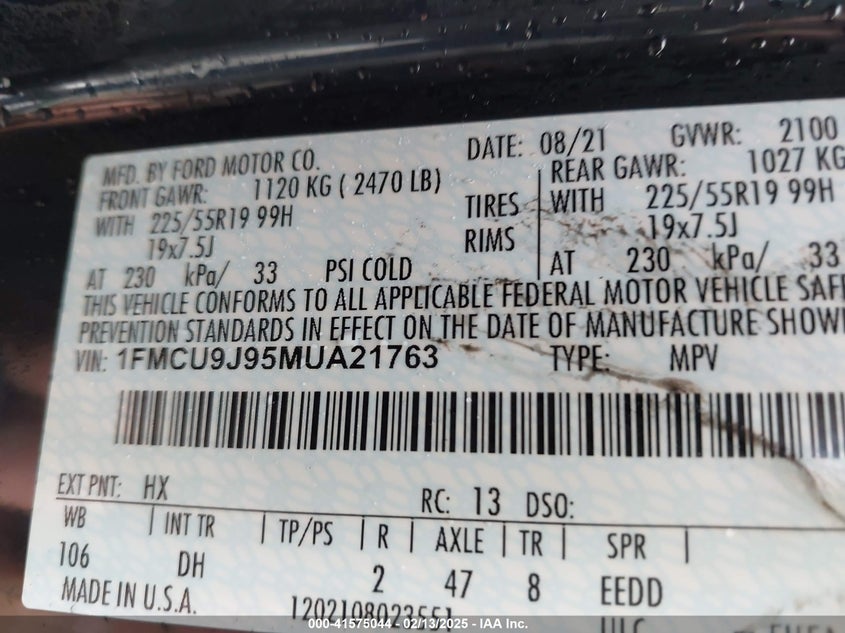 MFD. BY FORD MOTOR CO. DATE: 08/21 GVWR: 2100
FRONT GAWR: 1120 KG ( 2470 LB) REAR GAWR: 1027 KG
WITH 225/55R19 99H TIRES WITH 225/55R19 99H
19x7.5J RIMS 19x7.5J
AT 230 kPa/ 33 PSI COLD AT 230 kPa/ 33
THIS VEHICLE CONFORMS TO ALL APPLICABLE FEDERAL MOTOR VEHICLE SAFE
PREVENTION STANDARDS IN EFFECT ON THE DATE OF MANUFACTURE SHOWN
VIN: 1FMCU9J95MUA21763 TYPE: MPV
EXT PNT: HX RC: 13 DSO:
WB INT TR TP/PS R AXLE TR SPR
106 DH 2 47 8 EEDD
MADE IN U.S.A. 1202108023551
000-41575044 - 02/13/2025 - IAA Inc.